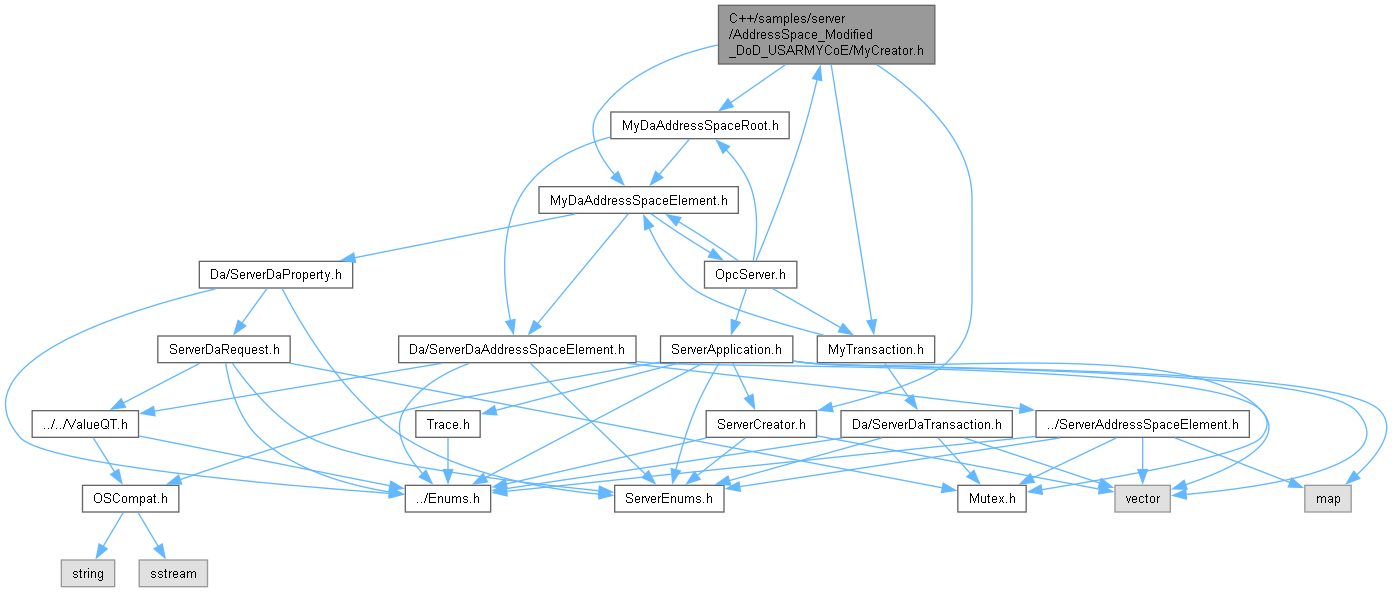 C++/samples/server
/AddressSpace_Modified
_DoD_USARMYCoE/MyCreator.h
MyDaAddressSpaceRoot.h
MyDaAddressSpaceElement.h
Da/ServerDaProperty.h
OpcServer.h
ServerDaRequest.h
Da/ServerDaAddressSpaceElement.h
ServerApplication.h
MyTransaction.h
../../ValueQT.h
Trace.h
ServerCreator.h
Da/ServerDaTransaction.h
../ServerAddressSpaceElement.h
OSCompat.h
../Enums.h
ServerEnums.h
Mutex.h
vector
map
string
sstream